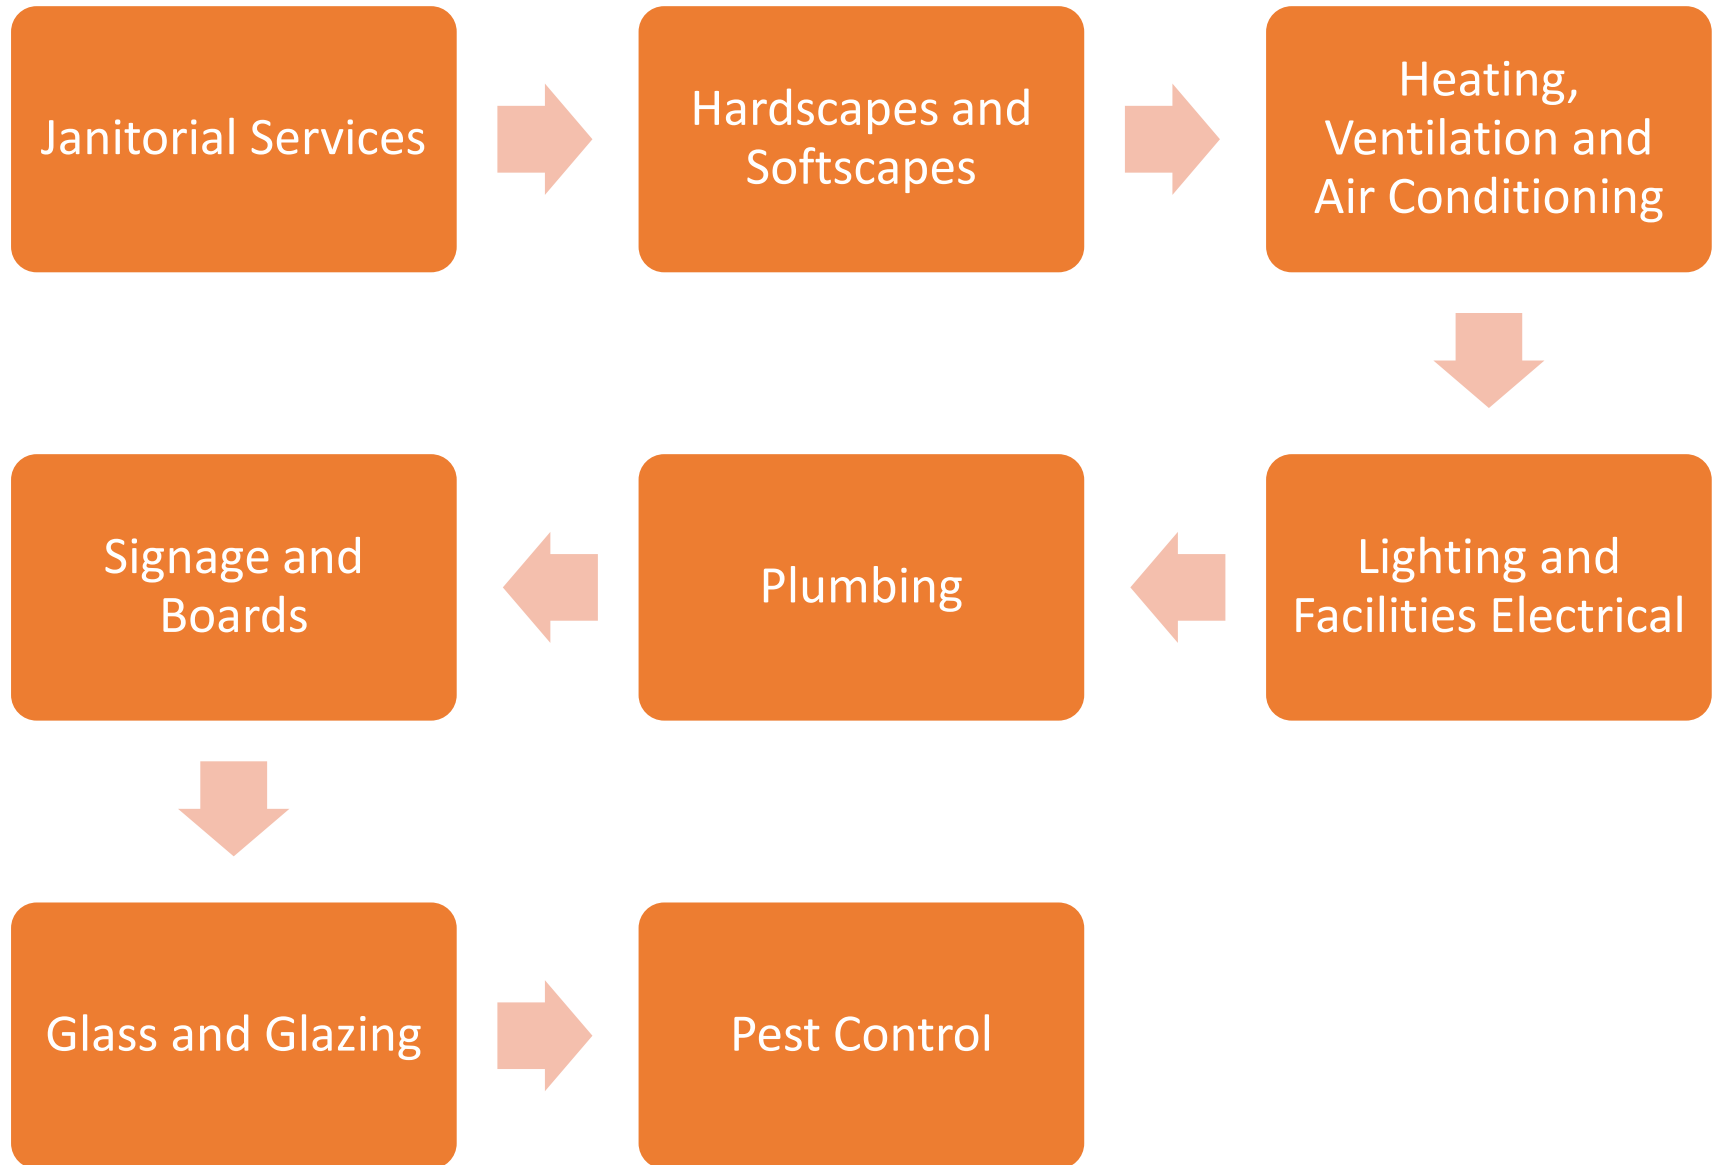 Janitorial Services
Hardscapes and
Softscapes
Heating,
Ventilation and
Air Conditioning
Lighting and
Facilities Electrical
Plumbing
Signage and
Boards
Glass and Glazing
Pest Control